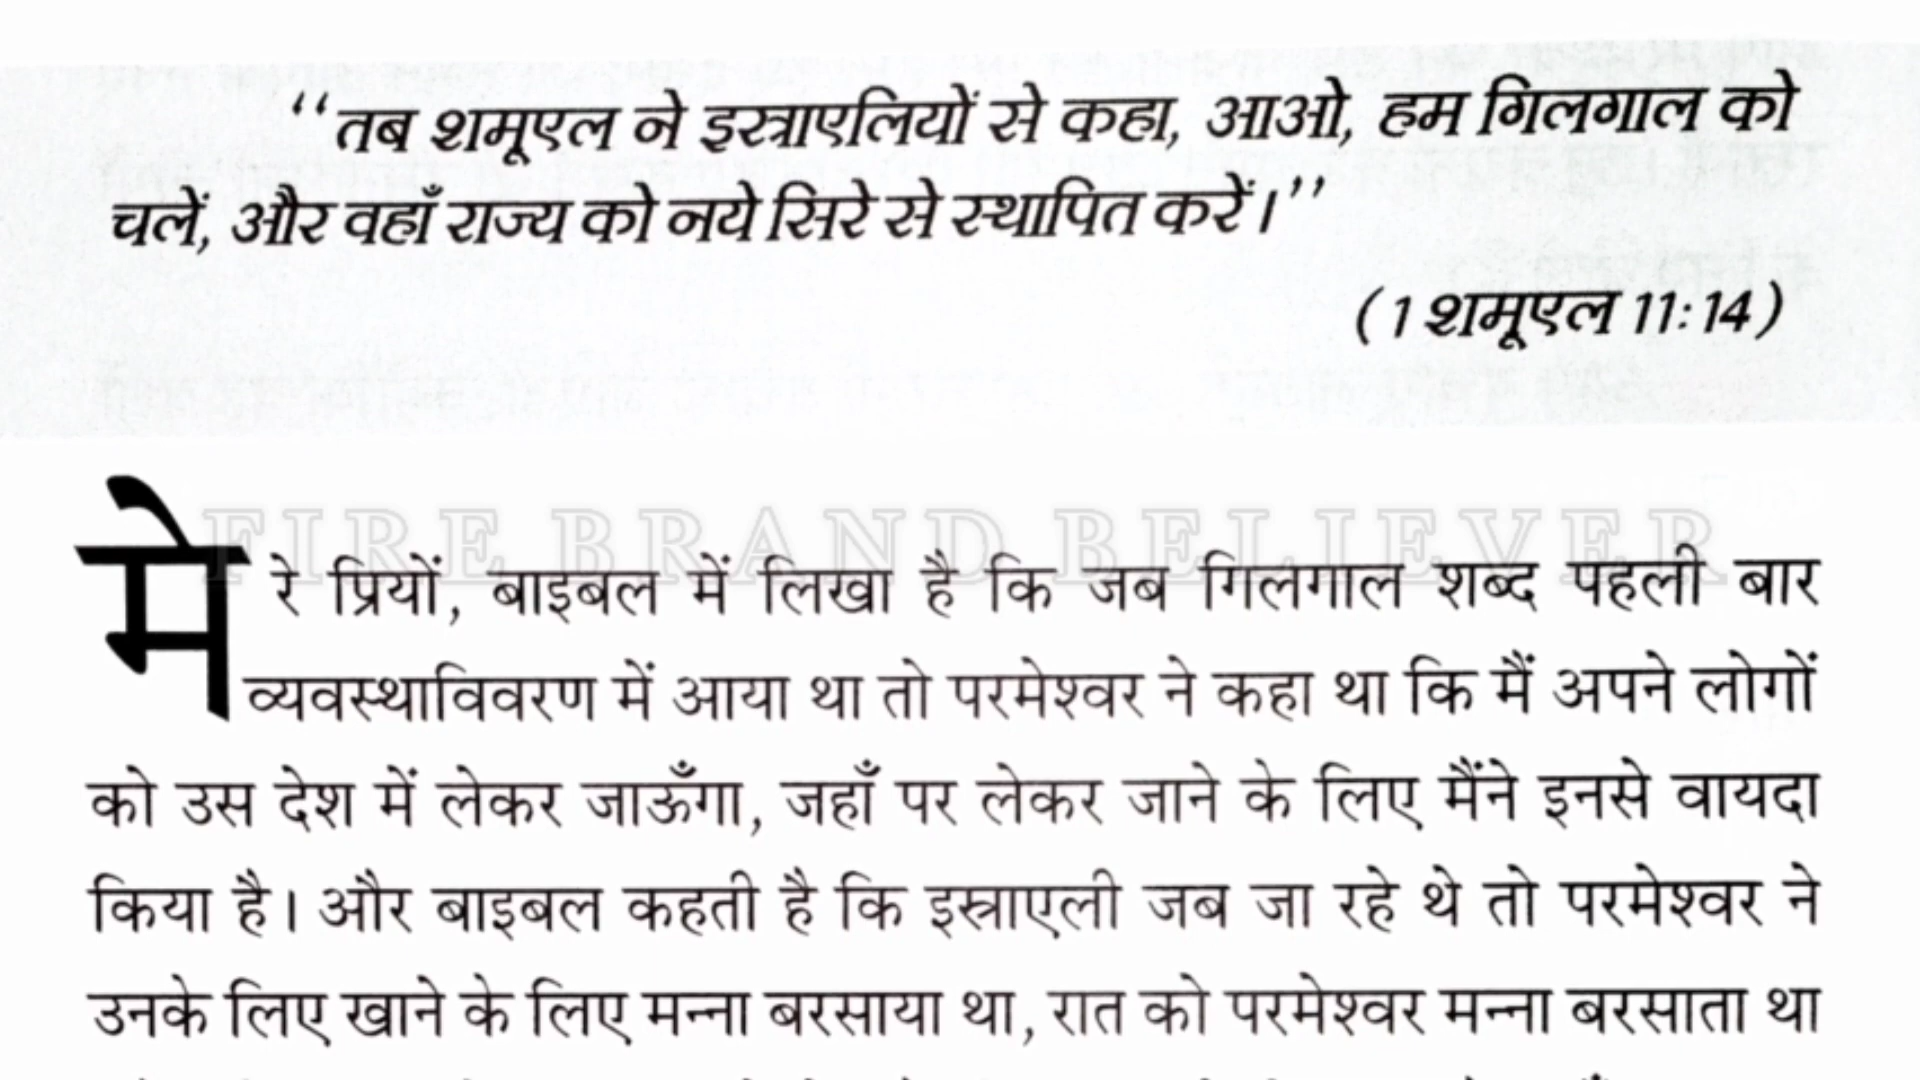 ‘‘तब शमूएल ने इस्त्राएलियों से कहा, आओ, हम गिलगाल को
चलें, और वहाँ राज्य को नये सिरे से स्थापित करें।’’
(1 शमूएल 11:14)
FIRE BRAND BELIEVER
मेरे प्रियों, बाइबल में लिखा है कि जब गिलगाल शब्द पहली बार
व्यवस्थाविवरण में आया था तो परमेश्वर ने कहा था कि मैं अपने लोगों
को उस देश में लेकर जाऊँगा, जहाँ पर लेकर जाने के लिए मैंने इनसे वायदा
किया है। और बाइबल कहती है कि इस्राएली जब जा रहे थे तो परमेश्वर ने
उनके लिए खाने के लिए मन्ना बरसाया था, रात को परमेश्वर मन्ना बरसाता था